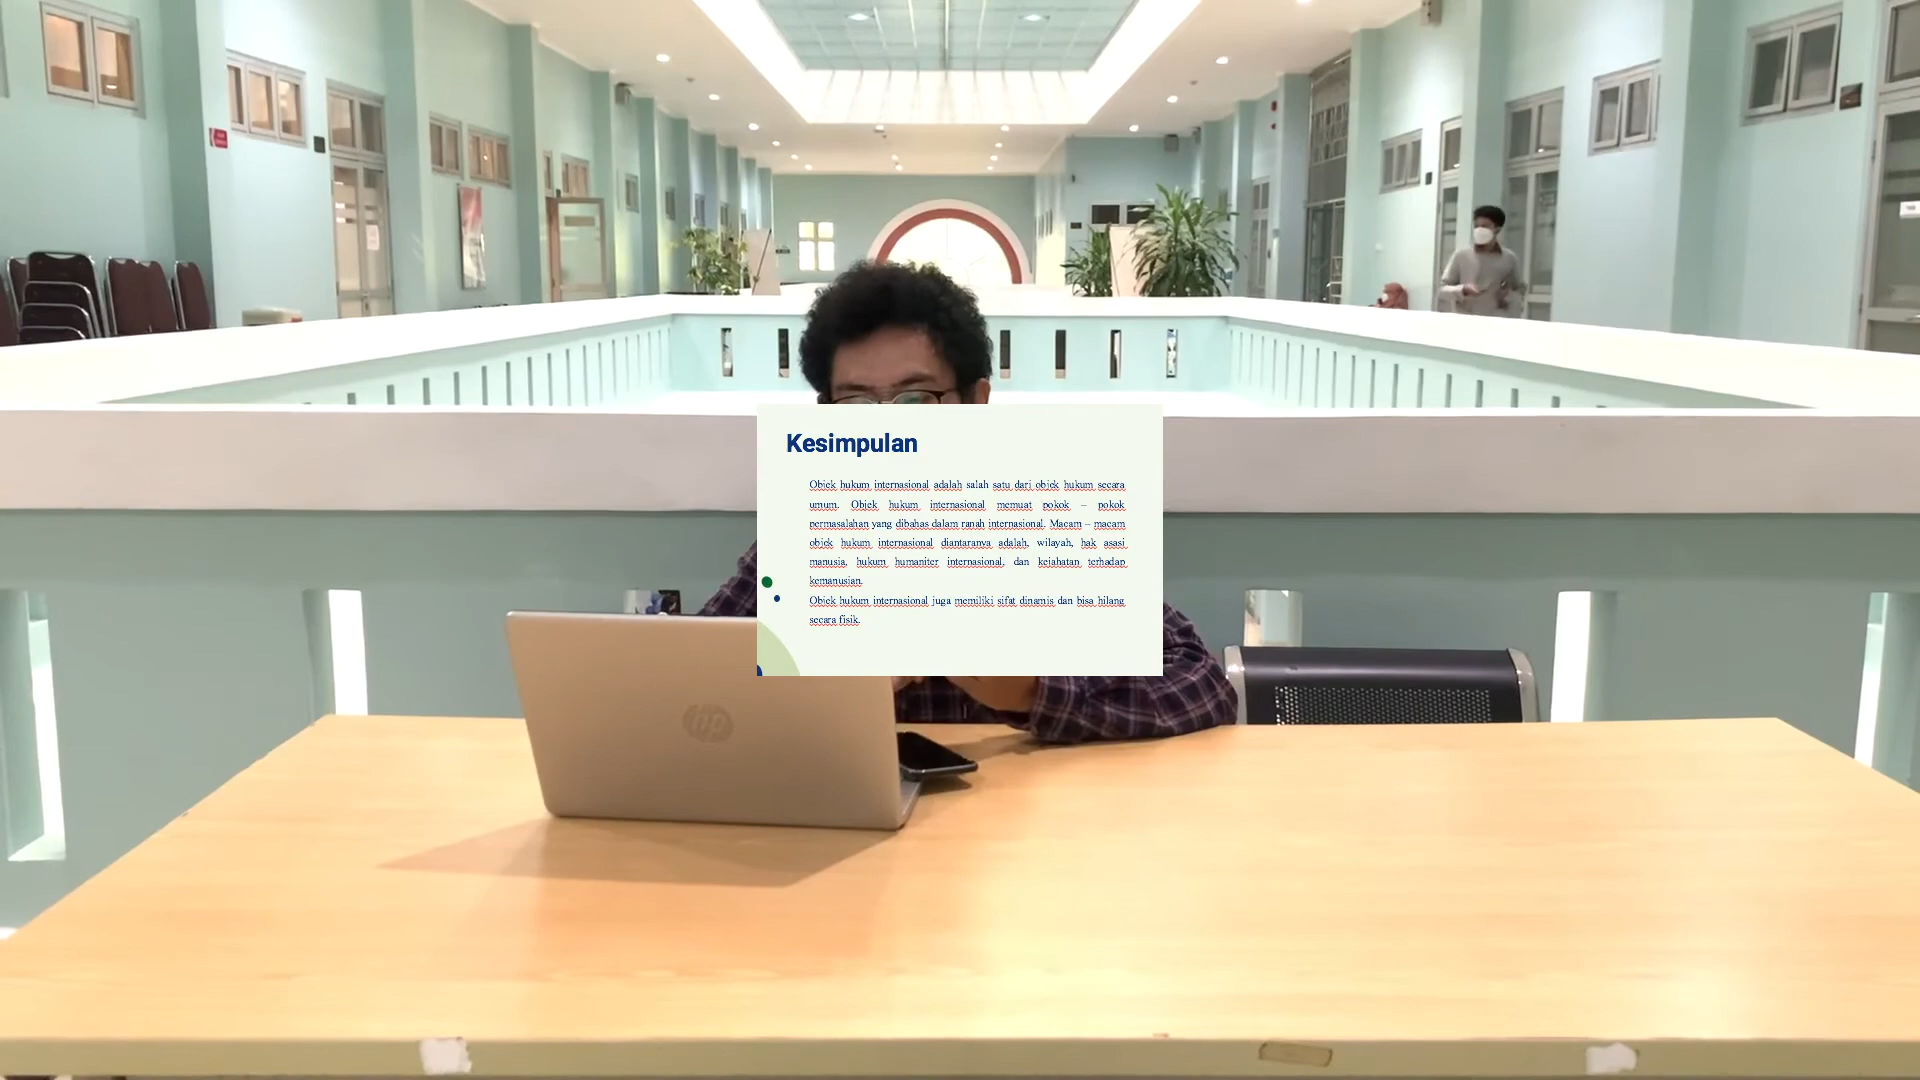 Kesimpulan
Objek hukum internasional adalah salah satu dari objek hukum secara
umum. Objek hukum internasional memuat pokok – pokok
permasalahan yang dibahas dalam ranah internasional. Macam – macam
objek hukum internasional diantaranya adalah, wilayah, hak asasi
manusia, hukum humaniter internasional, dan kejahatan terhadap
kemanusian.
Objek hukum internasional juga memiliki sifat dinamis dan bisa hilang
secara fisik.
hp